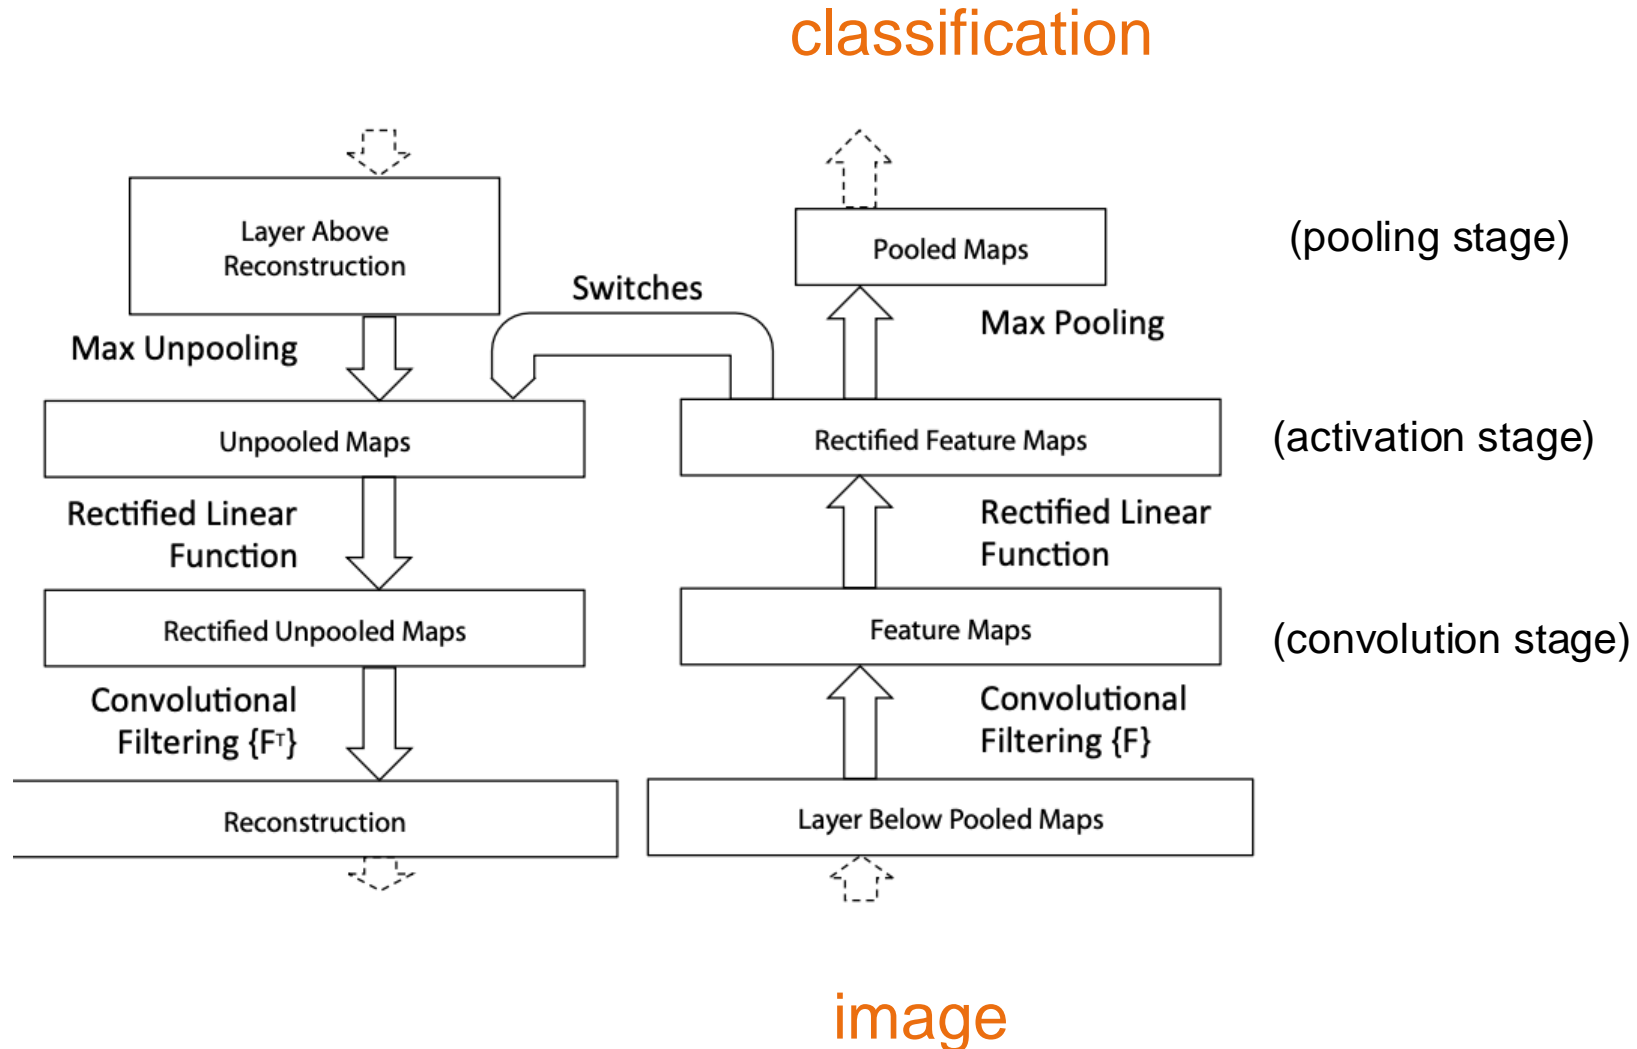 classification
Layer Above
Reconstruction
Pooled Maps
(pooling stage)
Switches
Max Unpooling
Max Pooling
Unpooled Maps
Rectified Feature Maps
(activation stage)
Rectified Linear
Function
Rectified Linear
Function
Rectified Unpooled Maps
Feature Maps
(convolution stage)
Convolutional
Filtering {Fᵀ}
Convolutional
Filtering {F}
Reconstruction
Layer Below Pooled Maps
image